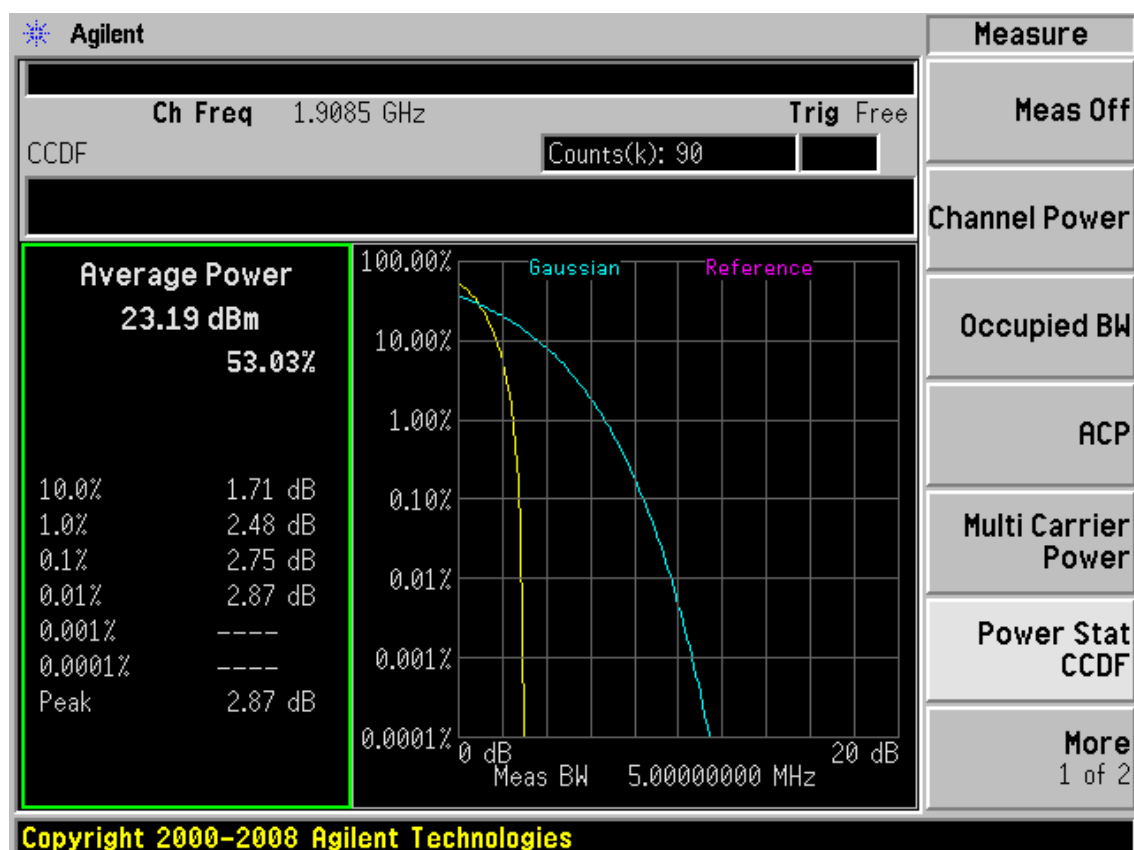 Agilent
Measure
Ch Freq 1.9085 GHz Trig Free
CCDF Counts(k): 90
Average Power
23.19 dBm
53.03%
10.0% 1.71 dB
1.0% 2.48 dB
0.1% 2.75 dB
0.01% 2.87 dB
0.001% ----
0.0001% ----
Peak 2.87 dB
Gaussian Reference
100.00%
10.00%
1.00%
0.10%
0.01%
0.001%
0.0001%
0 dB 20 dB
Meas BW 5.00000000 MHz
Meas Off
Channel Power
Occupied BW
ACP
Multi Carrier
Power
Power Stat
CCDF
More
1 of 2
Copyright 2000-2008 Agilent Technologies